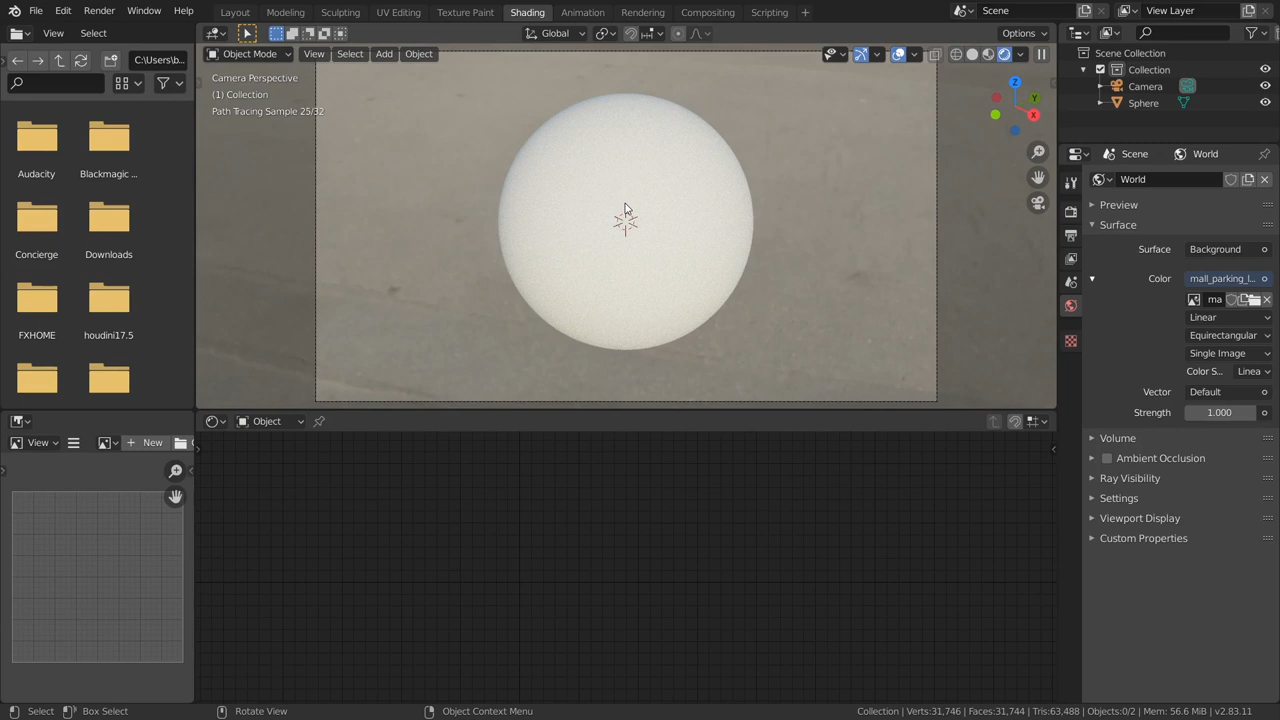 File Edit Render Window Help Layout Modeling Sculpting UV Editing Texture Paint Shading Animation Rendering Compositing Scripting + Scene View Layer
View Select Global Options
C:\Users\b...
Object Mode View Select Add Object
Camera Perspective
(1) Collection
Path Tracing Sample 25/32
Audacity Blackmagic ...
Concierge Downloads
FXHOME houdini17.5
View New
Object
Z
Y
X
Scene Collection
Collection
Camera
Sphere
Scene World
World
Preview
Surface
Surface Background
Color mall_parking_l...
ma
Linear
Equirectangular
Single Image
Color S... Linea
Vector Default
Strength 1.000
Volume
Ambient Occlusion
Ray Visibility
Settings
Viewport Display
Custom Properties
Select Box Select Rotate View Object Context Menu Collection | Verts:31,746 | Faces:31,744 | Tris:63,488 | Objects:0/2 | Mem: 56.6 MiB | v2.83.11